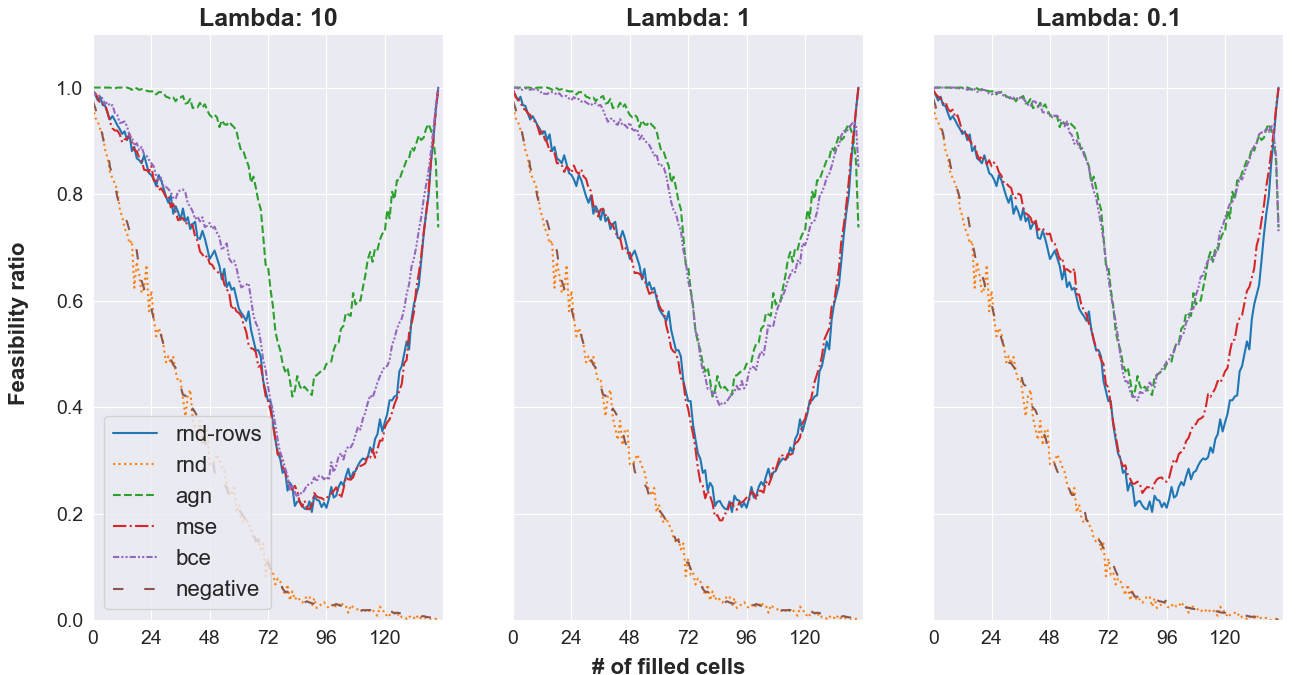 Lambda: 10
Lambda: 1
Lambda: 0.1
Feasibility ratio
1.0
0.8
0.6
0.4
0.2
0.0
rnd-rows
rnd
agn
mse
bce
negative
0 24 48 72 96 120
0 24 48 72 96 120
0 24 48 72 96 120
# of filled cells